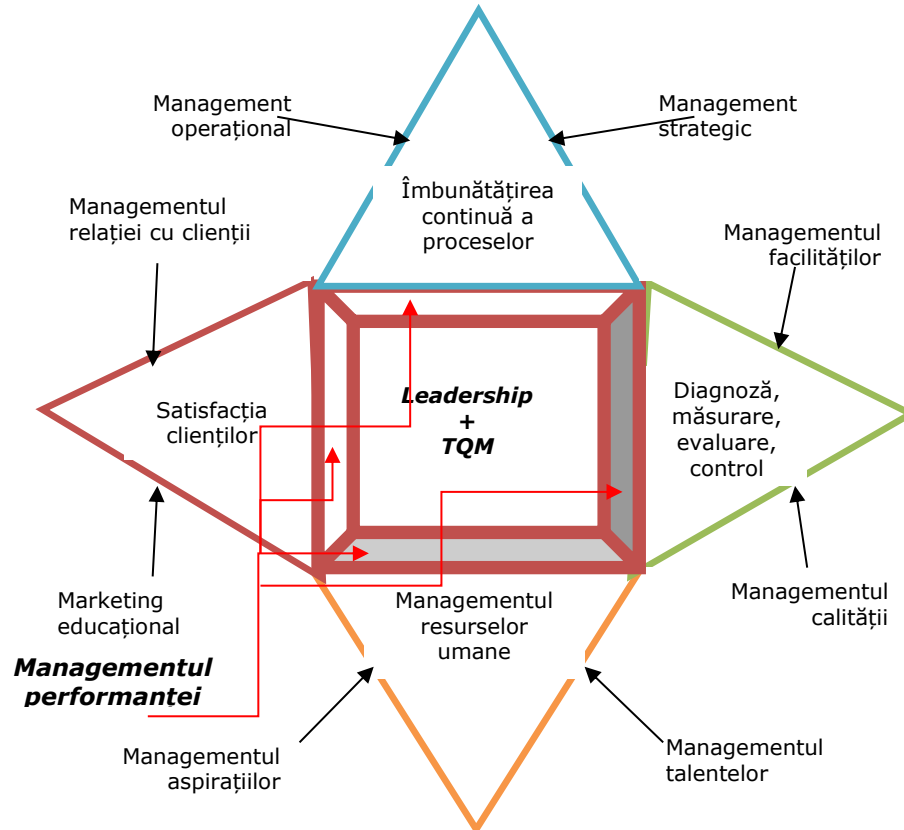 Management
operațional
Management
strategic
Îmbunătățirea
continuă a
proceselor
Managementul
relației cu clienții
Managementul
facilităților
Satisfacția
clienților
Leadership
+
TQM
Diagnoză,
măsurare,
evaluare,
control
Marketing
educațional
Managementul
resurselor
umane
Managementul
calității
Managementul
performanței
Managementul
aspirațiilor
Managementul
talentelor